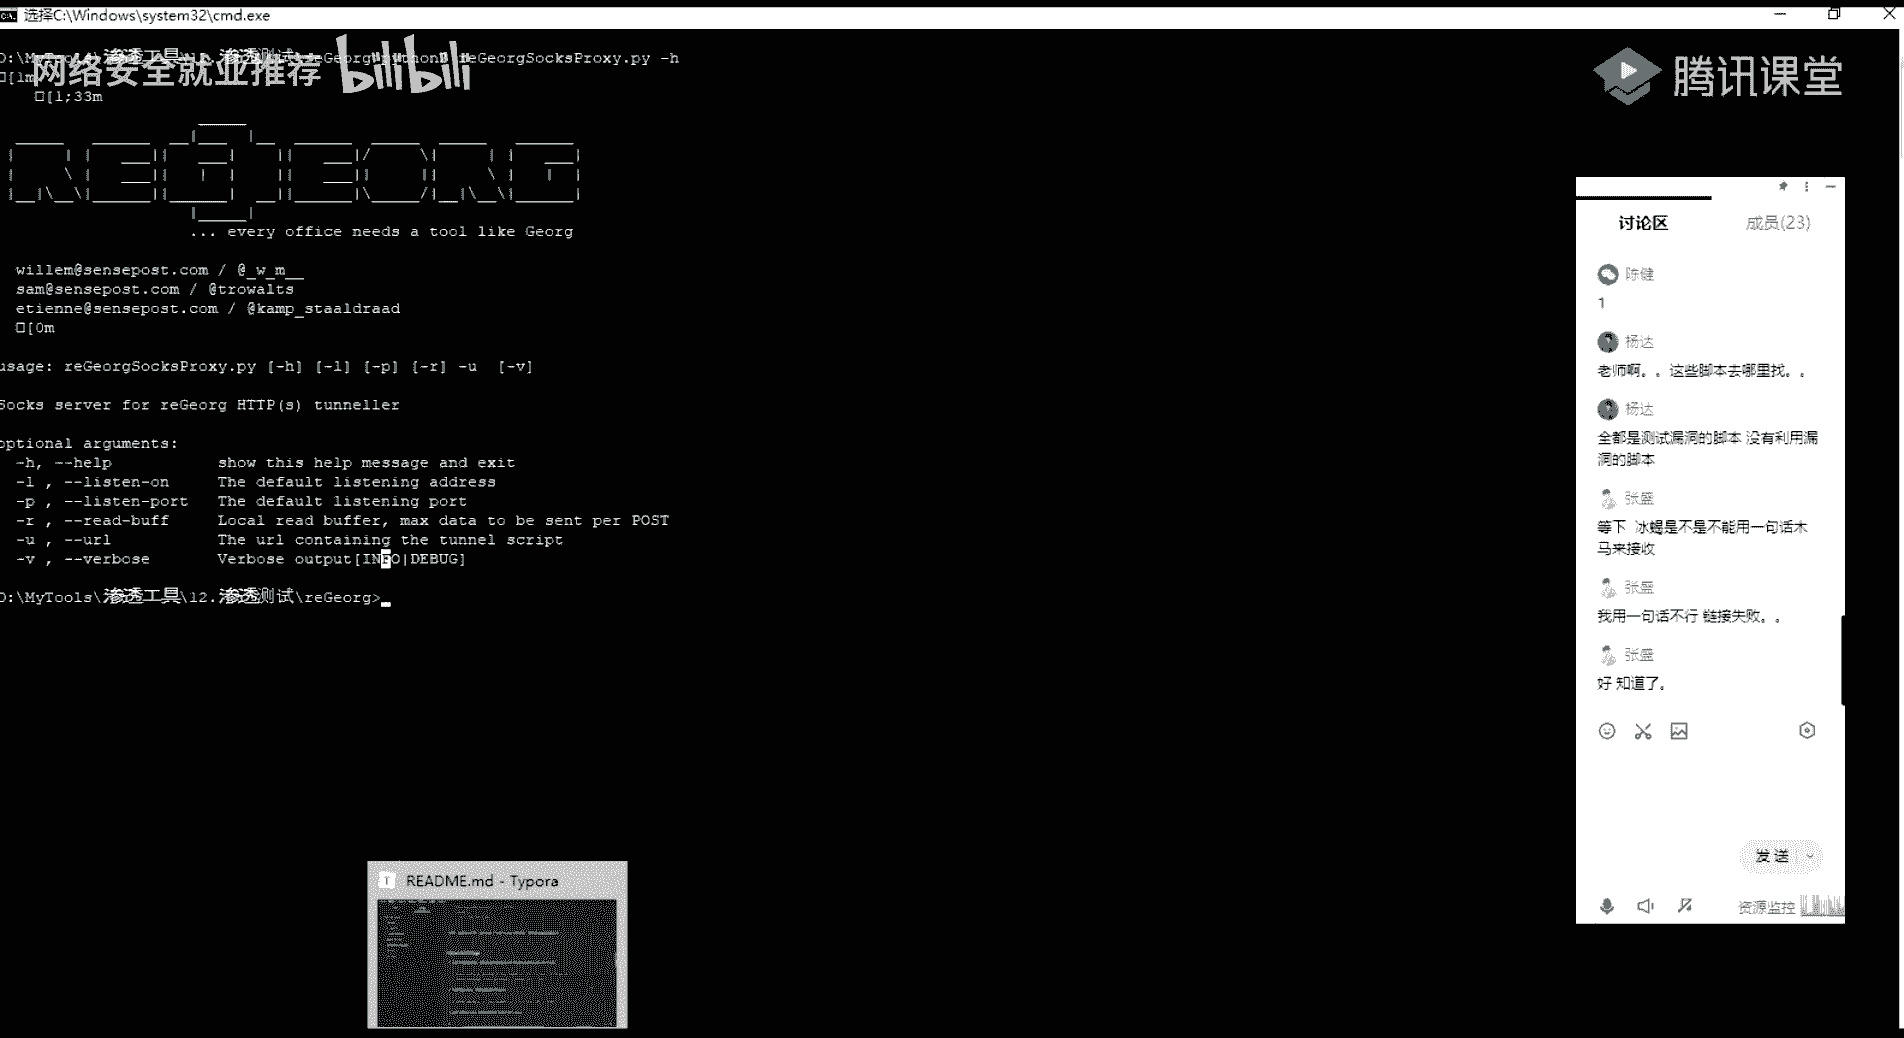 选择C:\Windows\system32\cmd.exe
D:\MyTools\渗透工具\12.渗透测试\reGeorg>python2 reGeorgSocksProxy.py -h
网络安全就业推荐 bilibili
腾讯课堂
□[1m
□[1;33m
REGEORG
... every office needs a tool like Georg
willem@sensepost.com / @_w_m__
sam@sensepost.com / @trowalts
etienne@sensepost.com / @kamp_staaldraad
□[0m
usage: reGeorgSocksProxy.py [-h] [-l] [-p] [-r] -u  [-v]
Socks server for reGeorg HTTP(s) tunneller
optional arguments:
-h, --help show this help message and exit
-l , --listen-on The default listening address
-p , --listen-port The default listening port
-r , --read-buff Local read buffer, max data to be sent per POST
-u , --url The url containing the tunnel script
-v , --verbose Verbose output[INFO|DEBUG]
D:\MyTools\渗透工具\12.渗透测试\reGeorg>
README.md - Typora
讨论区 成员(23)
陈健
1
杨达
老师啊。。这些脚本去哪里找。。
杨达
全都是测试漏洞的脚本 没有利用漏
洞的脚本
张盛
等下 冰蝎是不是不能用一句话木
马来接收
张盛
我用一句话不行 链接失败。。
张盛
好 知道了。
发送
资源监控